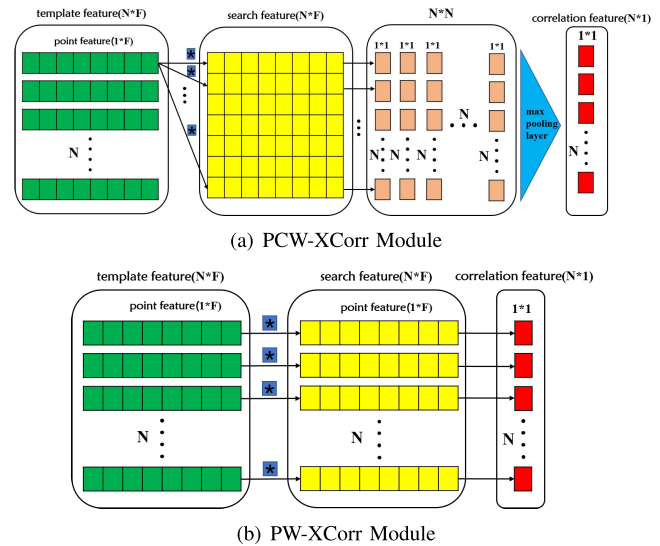 template feature(N*F)
search feature(N*F)
N*N
correlation feature(N*1)
point feature(1*F)
1*1 1*1 1*1 1*1
1*1
*
*
*
N
N
N N N N
max
pooling
layer
N
(a) PCW-XCorr Module
template feature(N*F)
search feature(N*F)
correlation feature(N*1)
point feature(1*F)
point feature(1*F)
1*1
*
*
*
N
N
N
*
(b) PW-XCorr Module